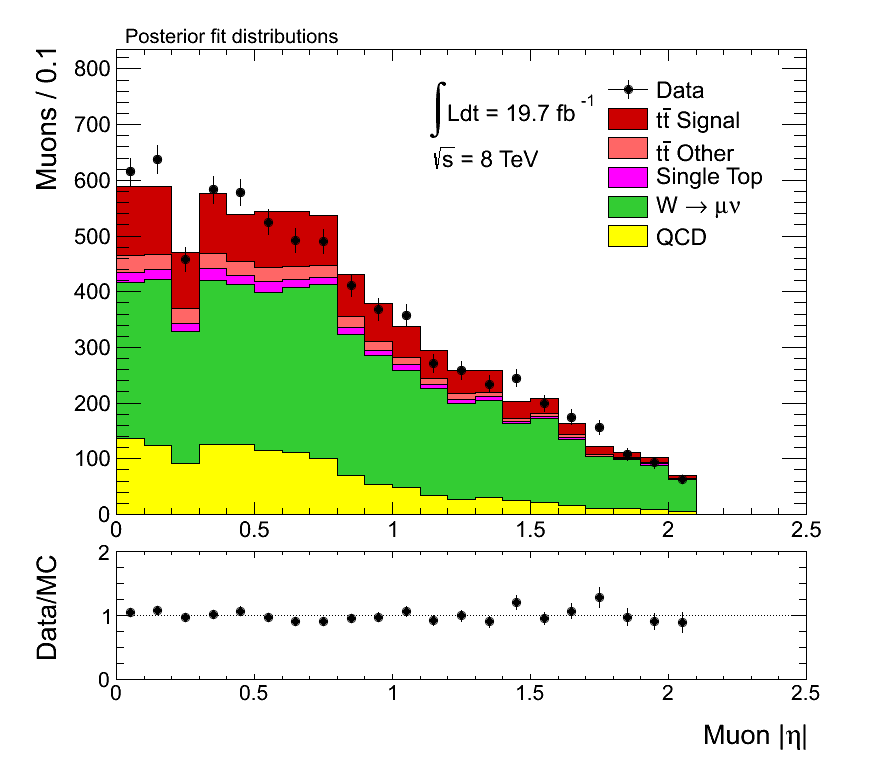 Posterior fit distributions
Muons / 0.1
800
700
600
500
400
300
200
100
0
∫ Ldt = 19.7 fb⁻¹
√s = 8 TeV
Data
tt̄ Signal
tt̄ Other
Single Top
W → μν
QCD
0 0.5 1 1.5 2 2.5
Data/MC
2
1
0
0 0.5 1 1.5 2 2.5
Muon |η|